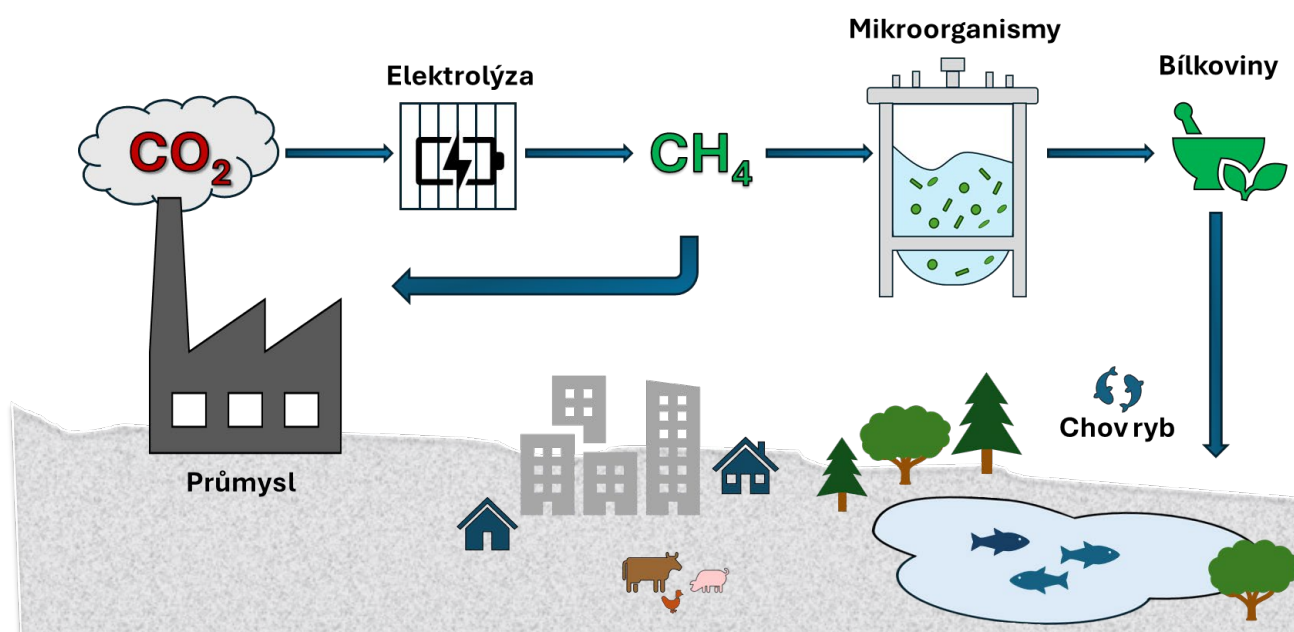 Mikroorganismy
Elektrolýza
Bílkoviny
CO₂
CH₄
Chov ryb
Průmysl